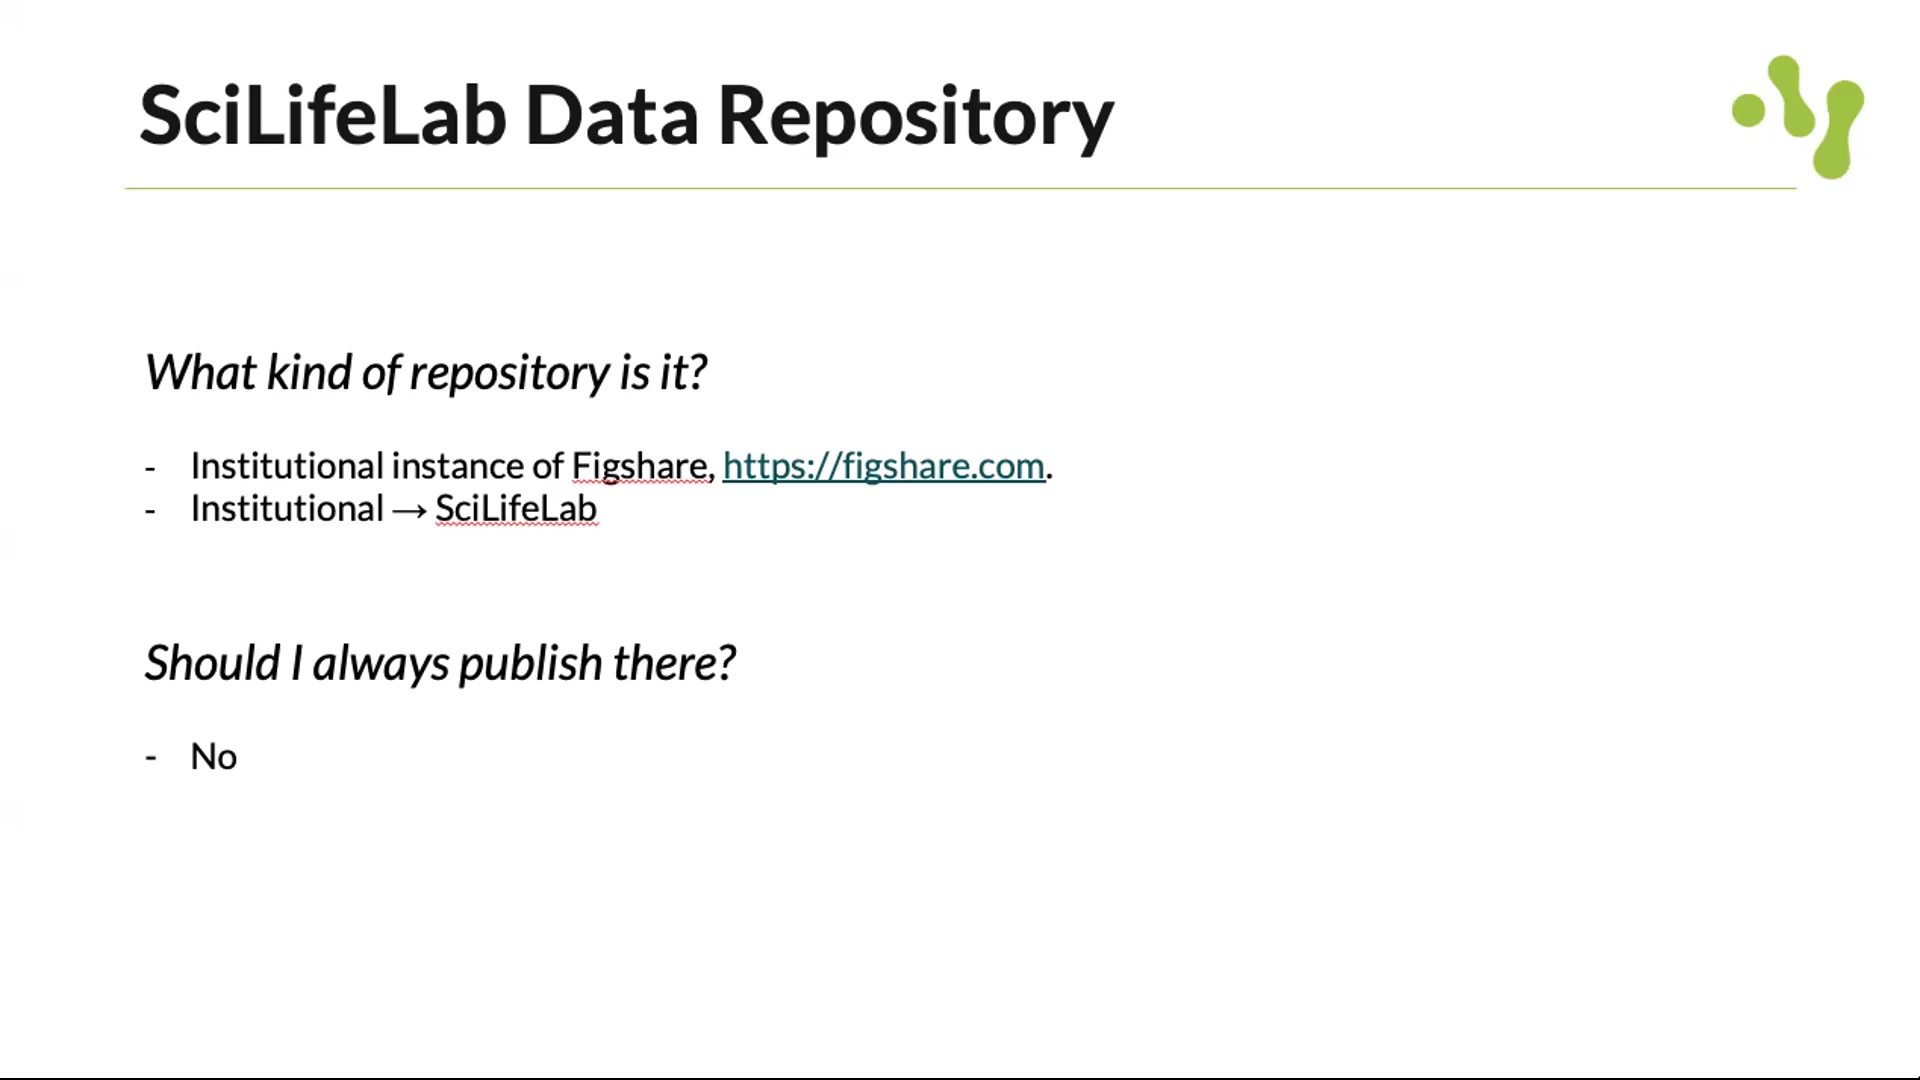 SciLifeLab Data Repository
What kind of repository is it?
- Institutional instance of Figshare, https://figshare.com.
- Institutional → SciLifeLab
Should I always publish there?
- No